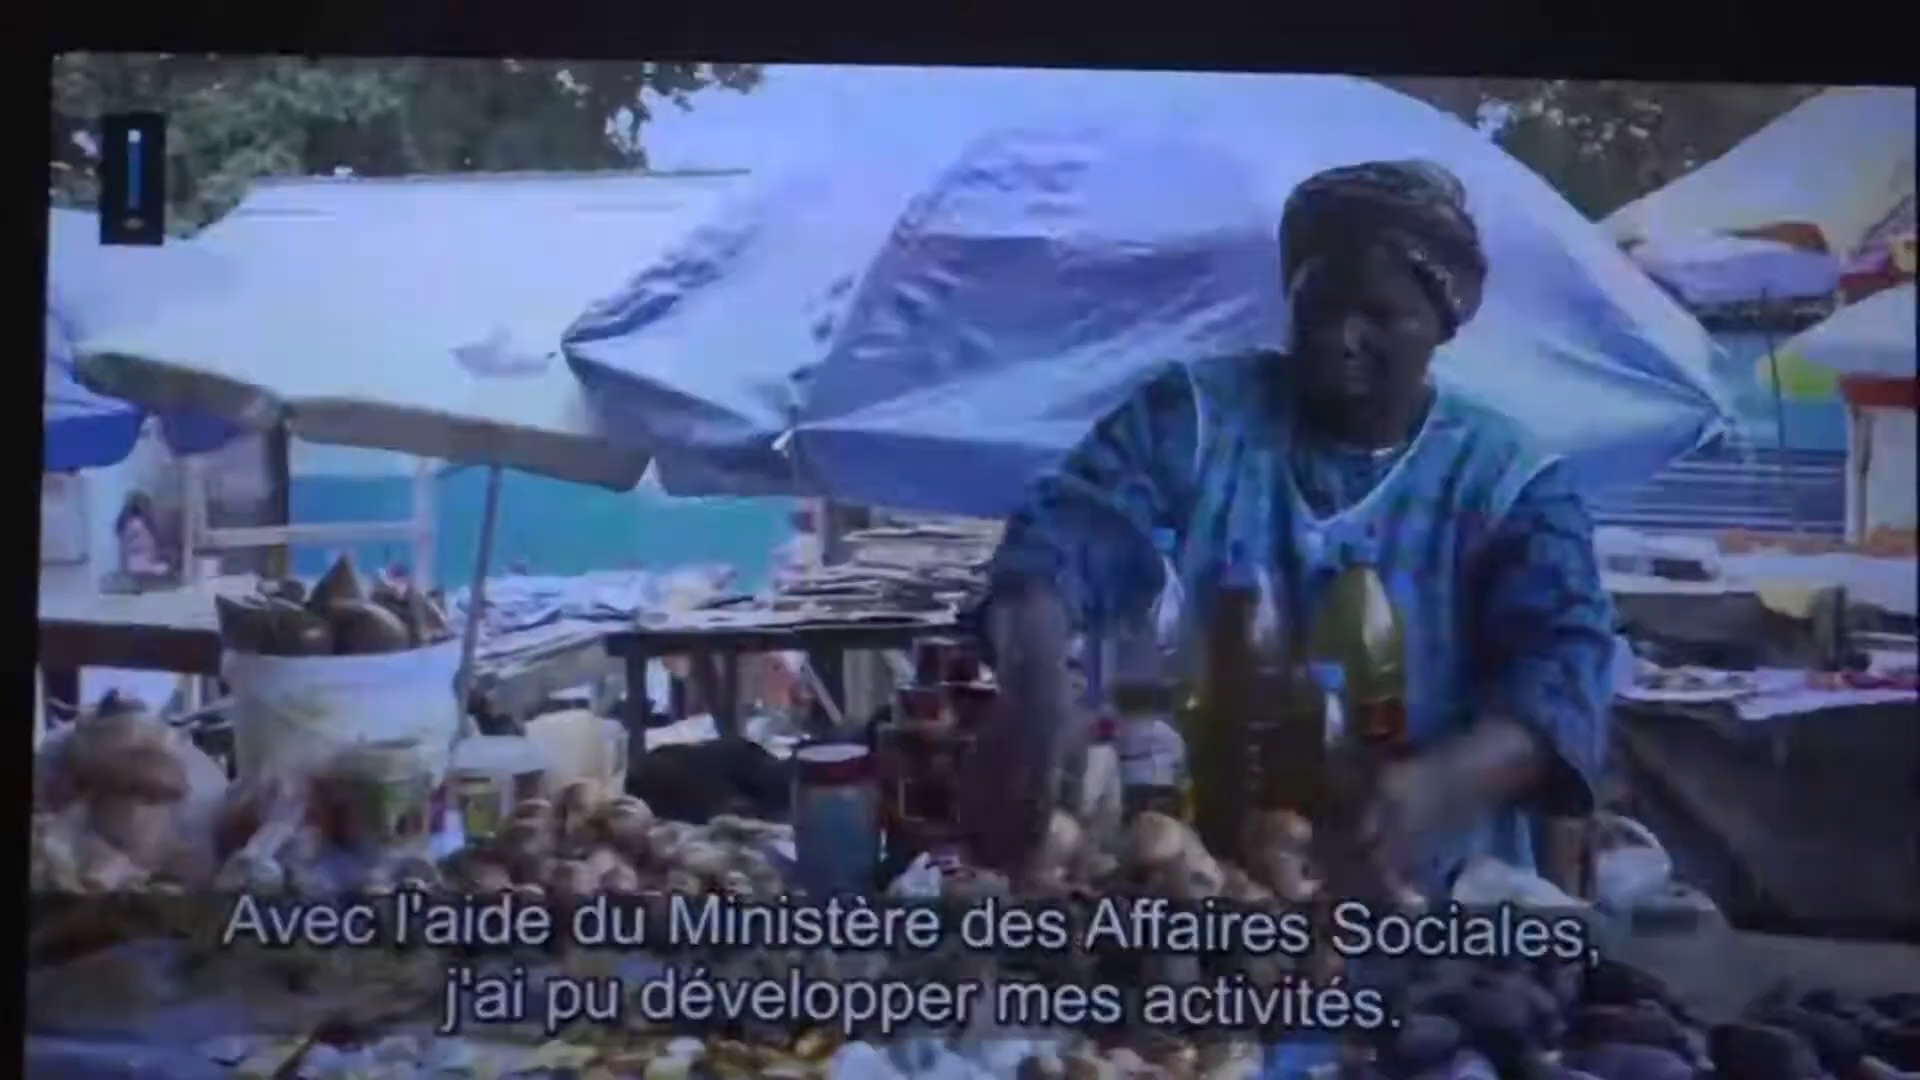 Avec l'aide du Ministère des Affaires Sociales,
j'ai pu développer mes activités.